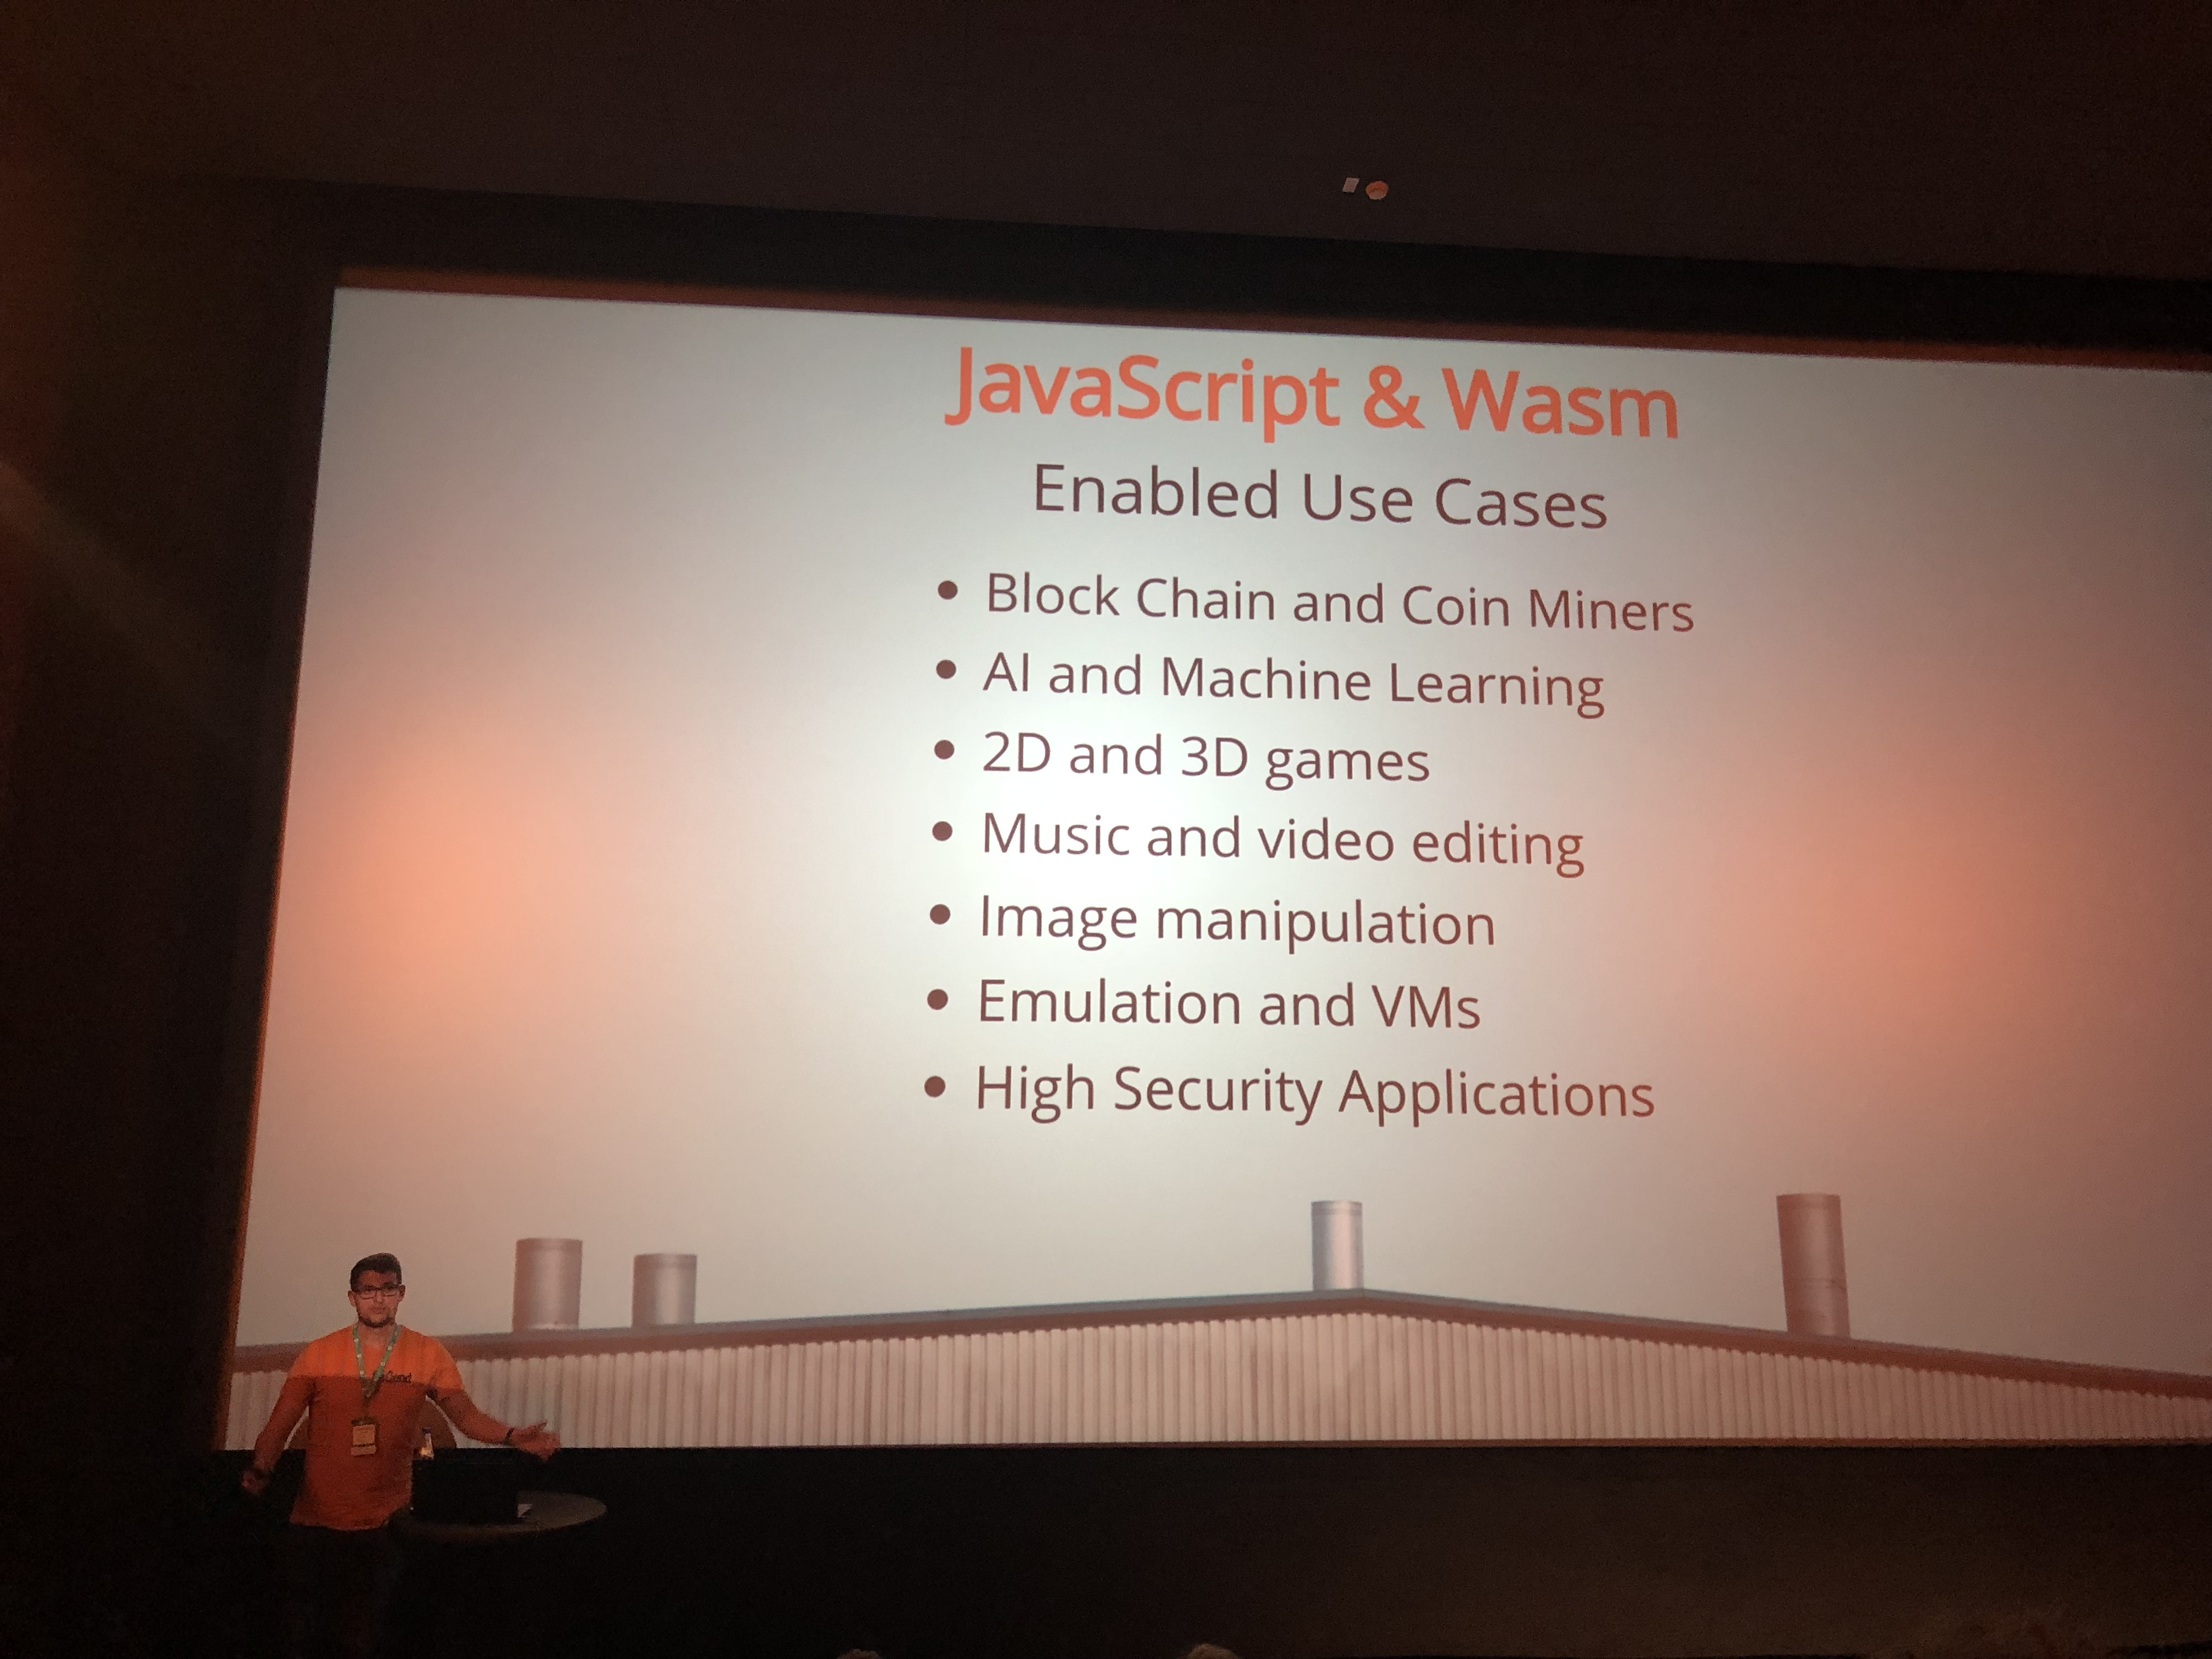 JavaScript & Wasm
Enabled Use Cases
• Block Chain and Coin Miners
• AI and Machine Learning
• 2D and 3D games
• Music and video editing
• Image manipulation
• Emulation and VMs
• High Security Applications